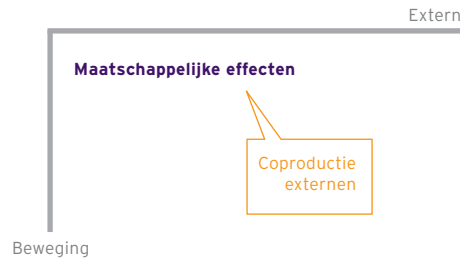 Extern
Maatschappelijke effecten
Coproductie
externen
Beweging